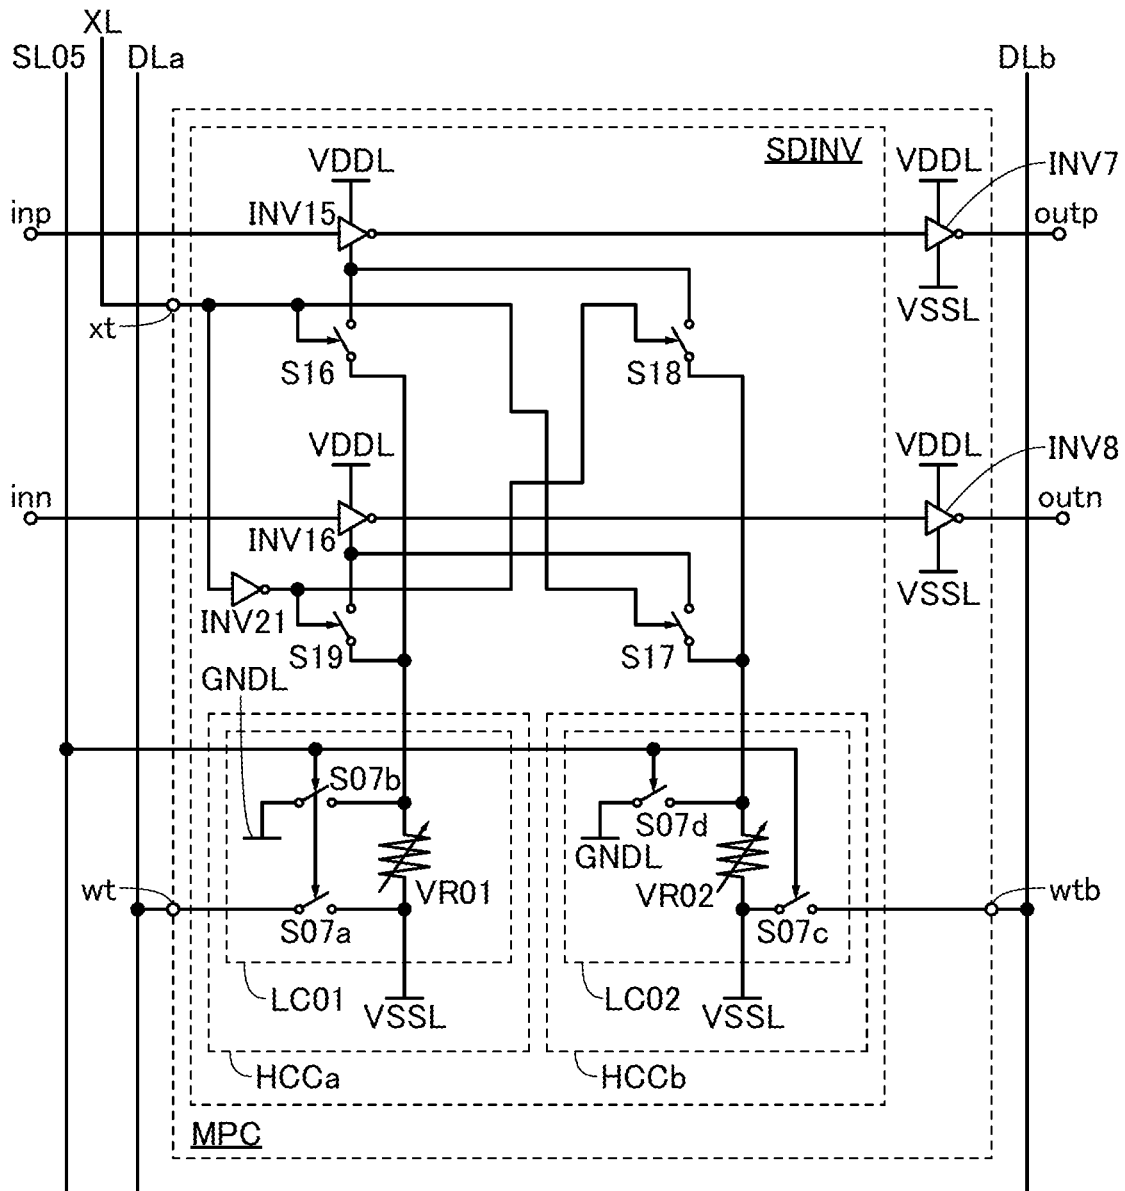 XL
SL05 DLa DLb
SDINV
VDDL VDDL INV7
inp INV15 outp
VSSL
xt
S16 S18
VDDL VDDL INV8
inn outn
INV16
VSSL
INV21
S19 S17
GNDL
S07b
S07d
GNDL
wt VR01 VR02 wtb
S07a S07c
LC01 LC02
VSSL VSSL
HCCa HCCb
MPC